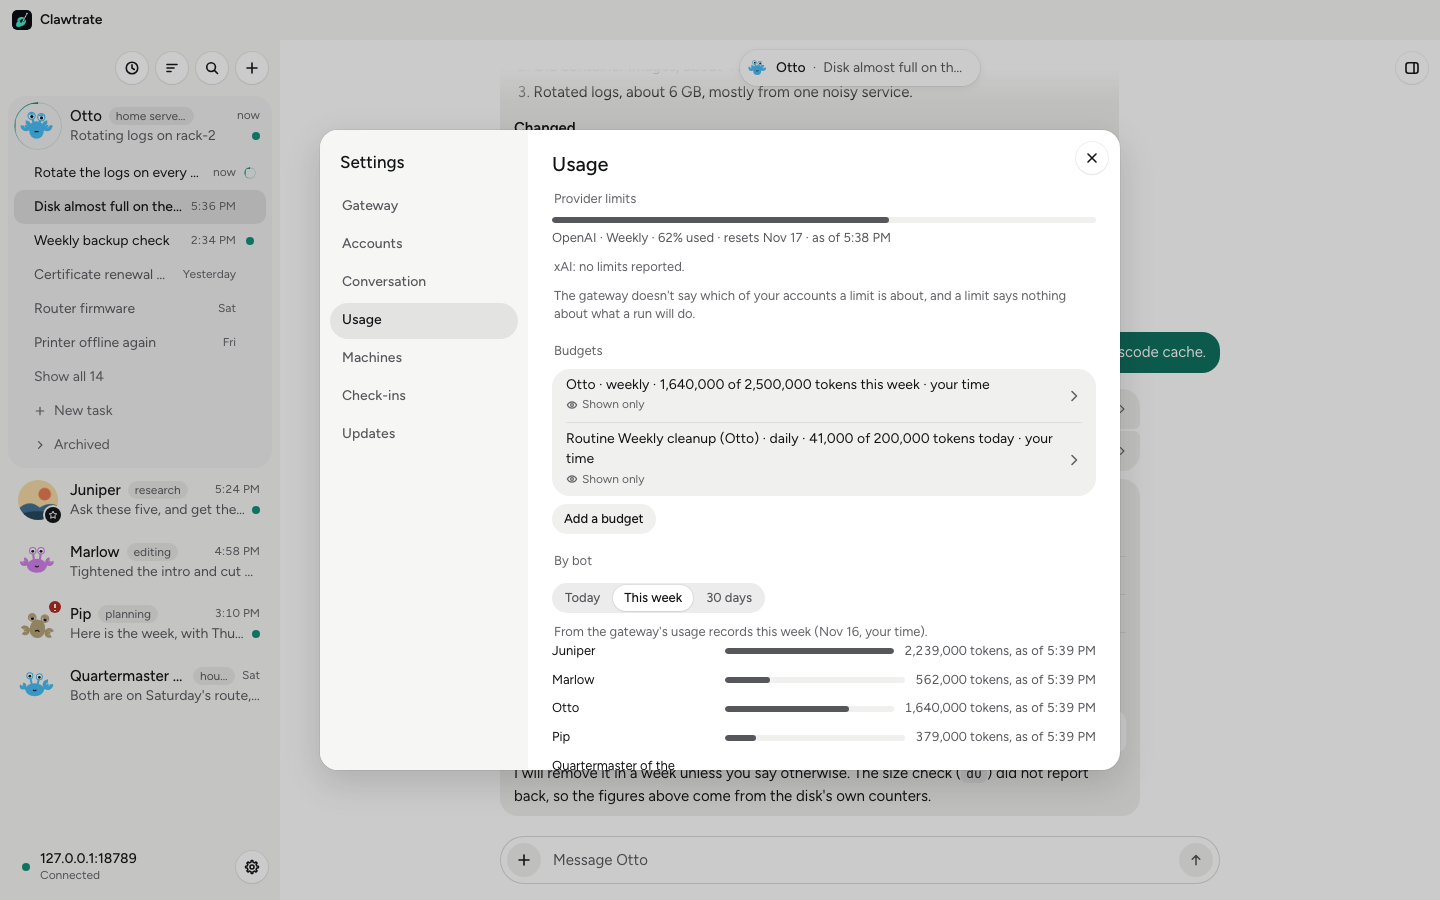 Clawtrate
Otto home serve... now
Rotating logs on rack-2
Rotate the logs on every ... now
Disk almost full on the... 5:36 PM
Weekly backup check 2:34 PM
Certificate renewal ... Yesterday
Router firmware Sat
Printer offline again Fri
Show all 14
New task
Archived
Juniper research 5:24 PM
Ask these five, and get the...
Marlow editing 4:58 PM
Tightened the intro and cut ...
Pip planning 3:10 PM
Here is the week, with Thu...
Quartermaster ... hou... Sat
Both are on Saturday's route,...
127.0.0.1:18789
Connected
Otto · Disk almost full on th...
3. Rotated logs, about 6 GB, mostly from one noisy service.
Changed
scode cache.
Settings
Gateway
Accounts
Conversation
Usage
Machines
Check-ins
Updates
Usage
Provider limits
OpenAI · Weekly · 62% used · resets Nov 17 · as of 5:38 PM
xAI: no limits reported.
The gateway doesn't say which of your accounts a limit is about, and a limit says nothing
about what a run will do.
Budgets
Otto · weekly · 1,640,000 of 2,500,000 tokens this week · your time
Shown only
Routine Weekly cleanup (Otto) · daily · 41,000 of 200,000 tokens today · your
time
Shown only
Add a budget
By bot
Today This week 30 days
From the gateway's usage records this week (Nov 16, your time).
Juniper 2,239,000 tokens, as of 5:39 PM
Marlow 562,000 tokens, as of 5:39 PM
Otto 1,640,000 tokens, as of 5:39 PM
Pip 379,000 tokens, as of 5:39 PM
Quartermaster of the
I will remove it in a week unless you say otherwise. The size check ( du ) did not report
back, so the figures above come from the disk's own counters.
Message Otto